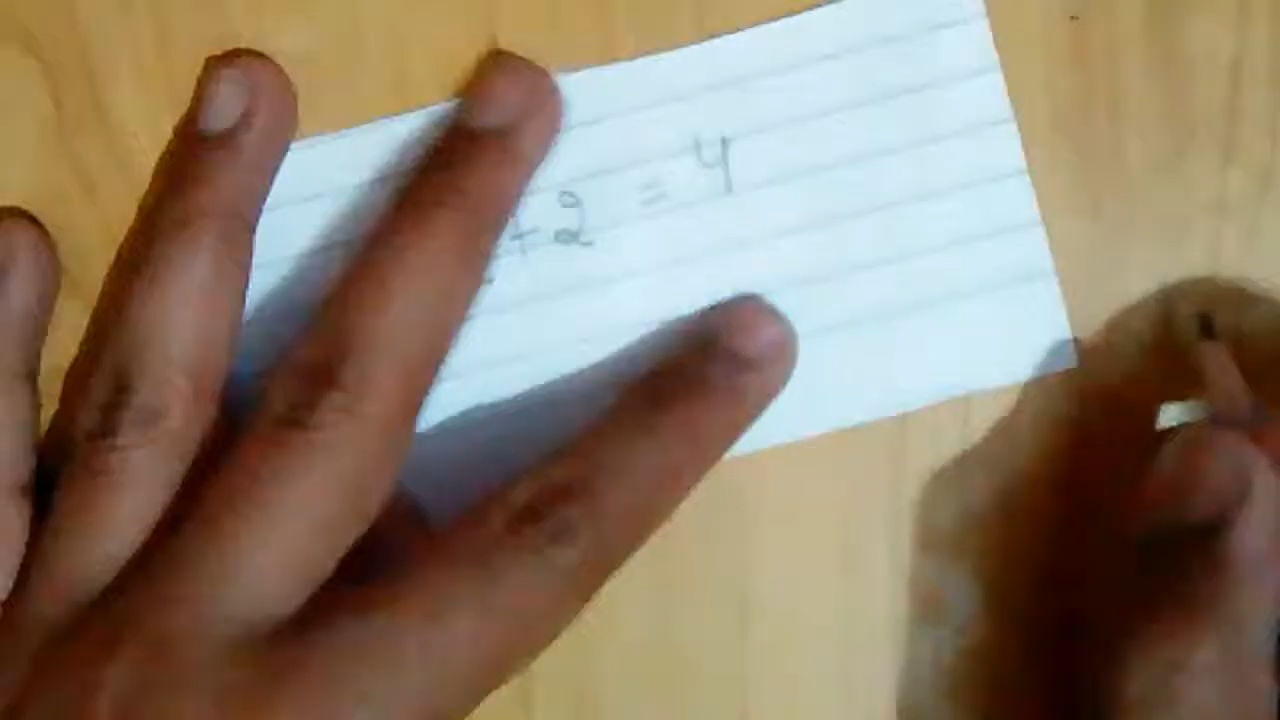 +2 = 4